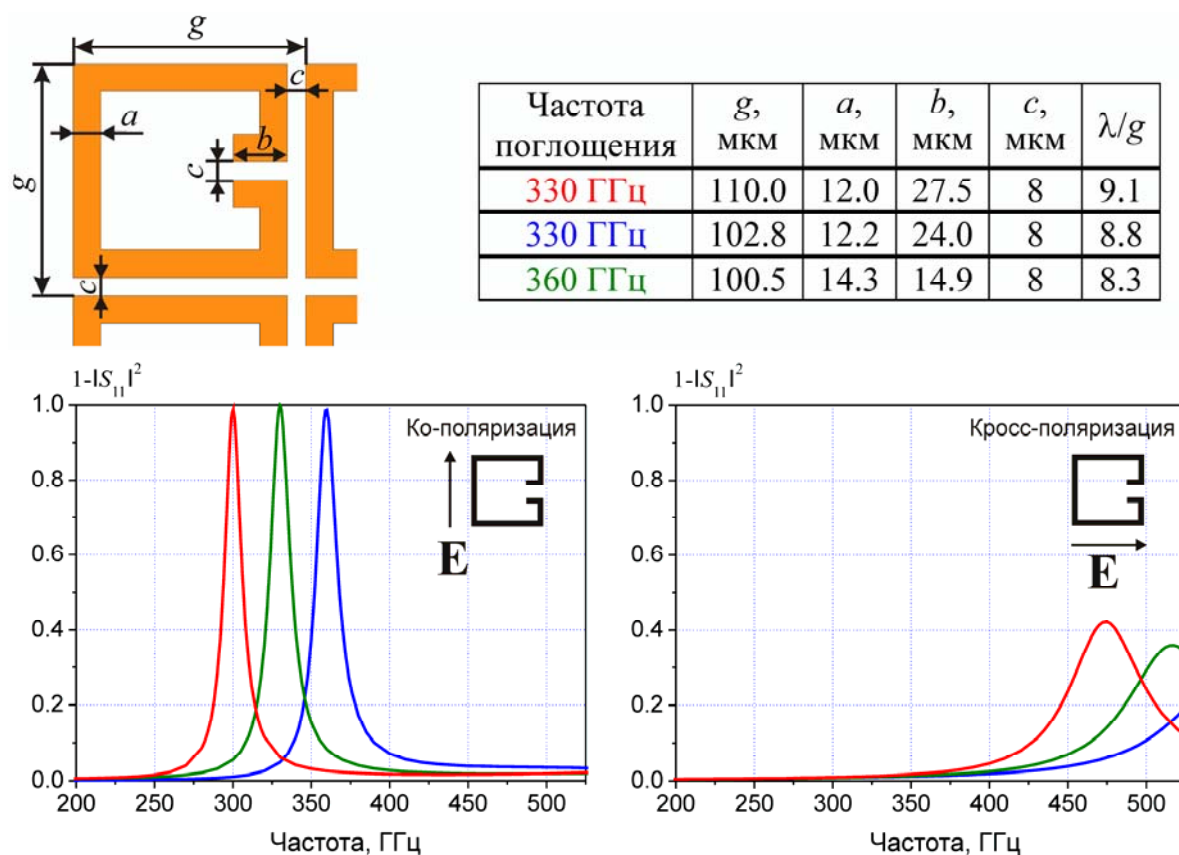 g
c
a
b
c
g
c
Частота поглощения g, мкм a, мкм b, мкм c, мкм λ/g
330 ГГц 110.0 12.0 27.5 8 9.1
330 ГГц 102.8 12.2 24.0 8 8.8
360 ГГц 100.5 14.3 14.9 8 8.3
1-|S₁₁|²
1.0
0.8
0.6
0.4
0.2
0.0
200 250 300 350 400 450 500
Частота, ГГц
Ко-поляризация
E
1-|S₁₁|²
1.0
0.8
0.6
0.4
0.2
0.0
200 250 300 350 400 450 500
Частота, ГГц
Кросс-поляризация
E